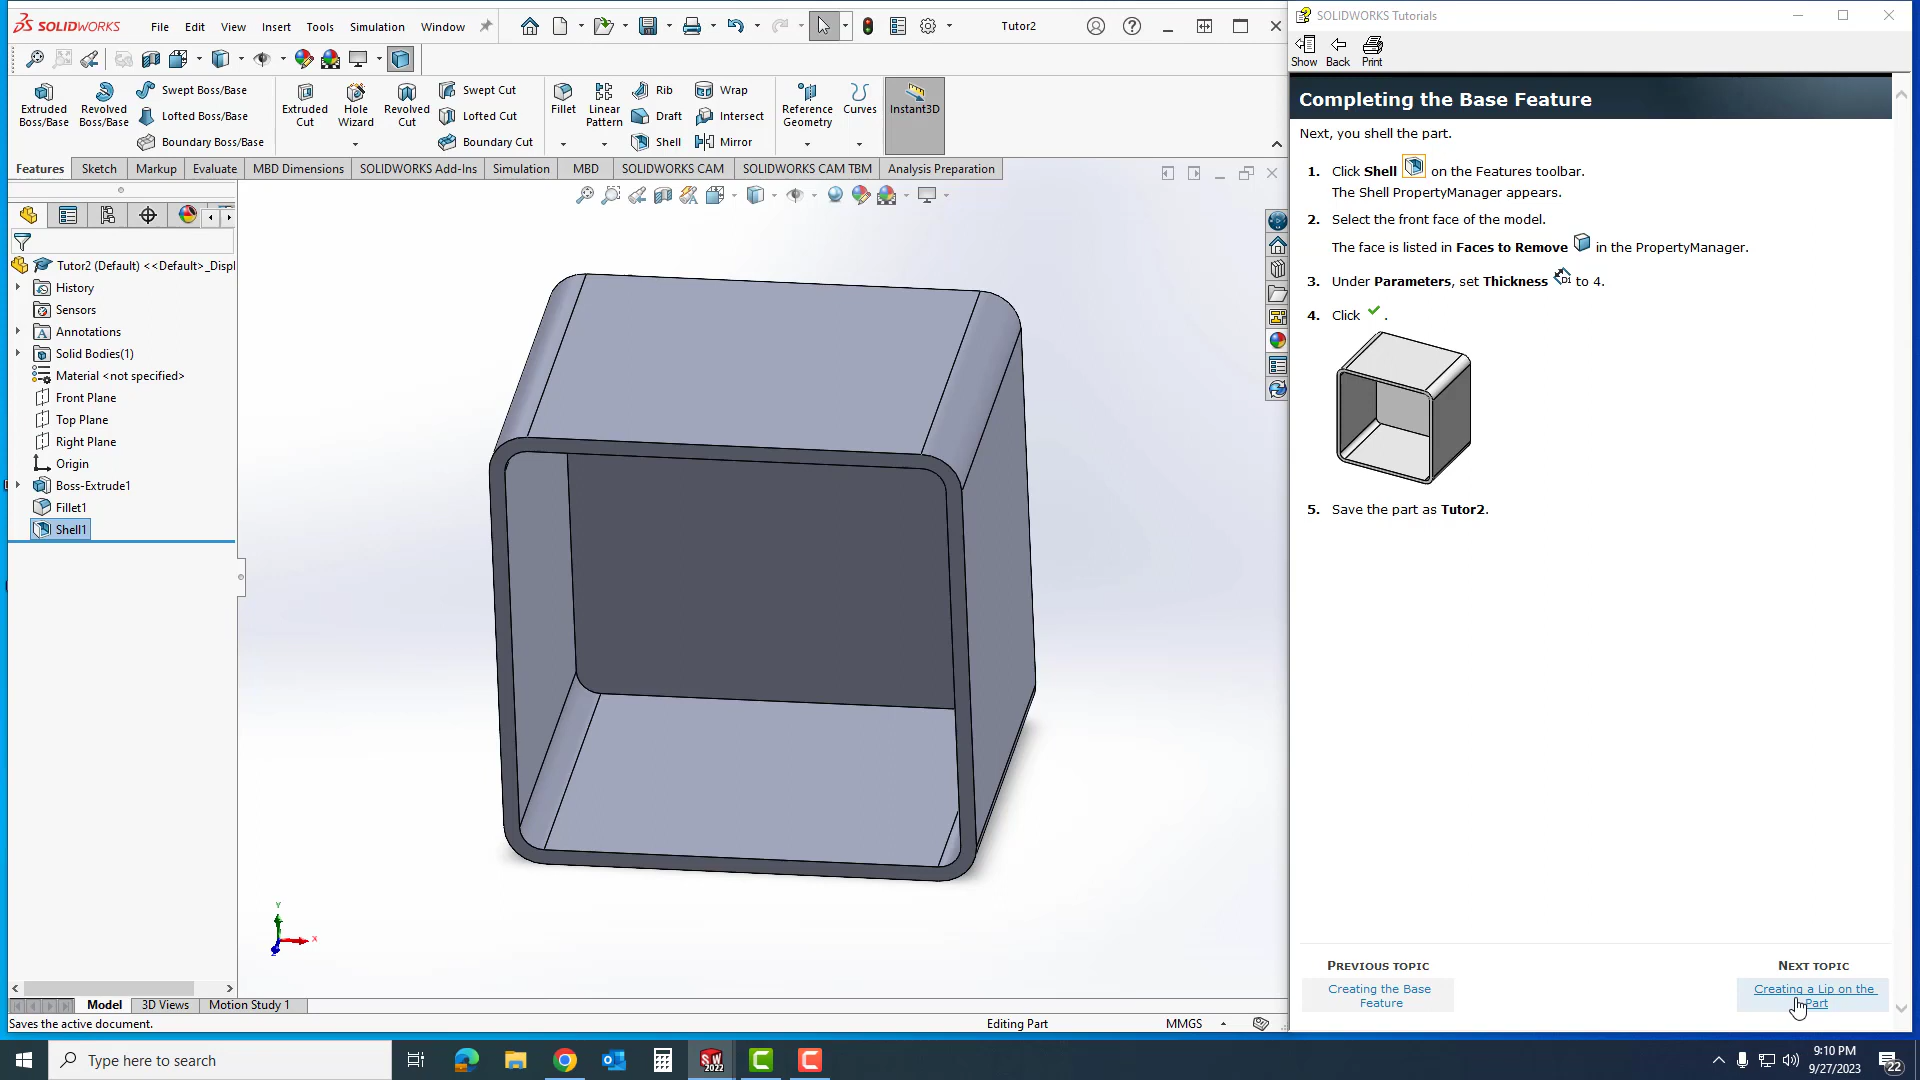 SOLIDWORKS
File Edit View Insert Tools Simulation Window
Tutor2
Extruded Boss/Base
Revolved Boss/Base
Swept Boss/Base
Lofted Boss/Base
Boundary Boss/Base
Extruded Cut
Hole Wizard
Revolved Cut
Swept Cut
Lofted Cut
Boundary Cut
Fillet
Linear Pattern
Rib
Draft
Shell
Wrap
Intersect
Mirror
Reference Geometry
Curves
Instant3D
Features Sketch Markup Evaluate MBD Dimensions SOLIDWORKS Add-Ins Simulation MBD SOLIDWORKS CAM SOLIDWORKS CAM TBM Analysis Preparation
Tutor2 (Default) <<Default>_Displ
History
Sensors
Annotations
Solid Bodies(1)
Material <not specified>
Front Plane
Top Plane
Right Plane
Origin
Boss-Extrude1
Fillet1
Shell1
Y
X
Z
Model 3D Views Motion Study 1
Saves the active document.
Editing Part
MMGS
SOLIDWORKS Tutorials
Show Back Print
Completing the Base Feature
Next, you shell the part.
1. Click Shell on the Features toolbar.
The Shell PropertyManager appears.
2. Select the front face of the model.
The face is listed in Faces to Remove in the PropertyManager.
3. Under Parameters, set Thickness to 4.
4. Click .
5. Save the part as Tutor2.
PREVIOUS TOPIC
Creating the Base
Feature
NEXT TOPIC
Creating a Lip on the
Part
Type here to search
SW
2022
9:10 PM
9/27/2023
22